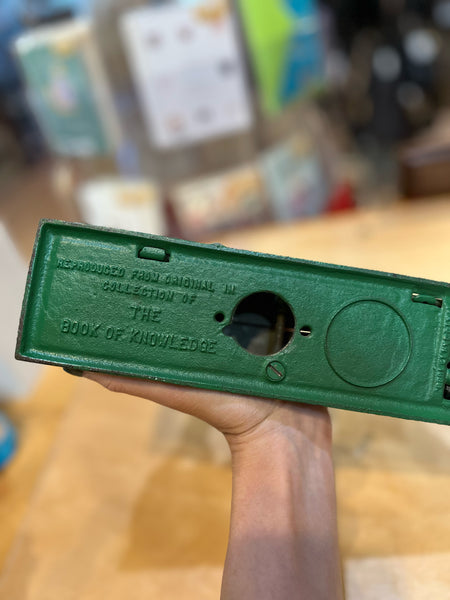 REPRODUCED FROM ORIGINAL IN
COLLECTION OF
THE
BOOK OF KNOWLEDGE